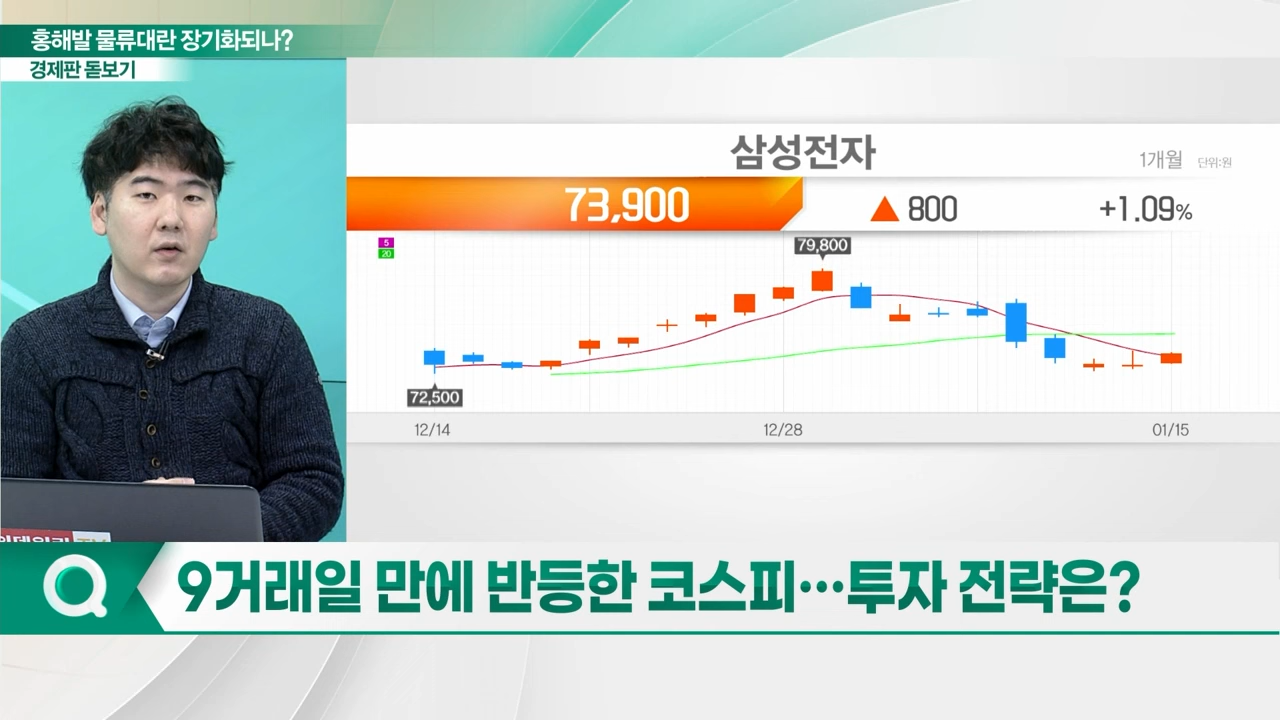 홍해발 물류대란 장기화되나?
경제판 돋보기
삼성전자
1개월 단위:원
73,900 ▲ 800 +1.09%
5
20
79,800
72,500
12/14 12/28 01/15
9거래일 만에 반등한 코스피…투자 전략은?